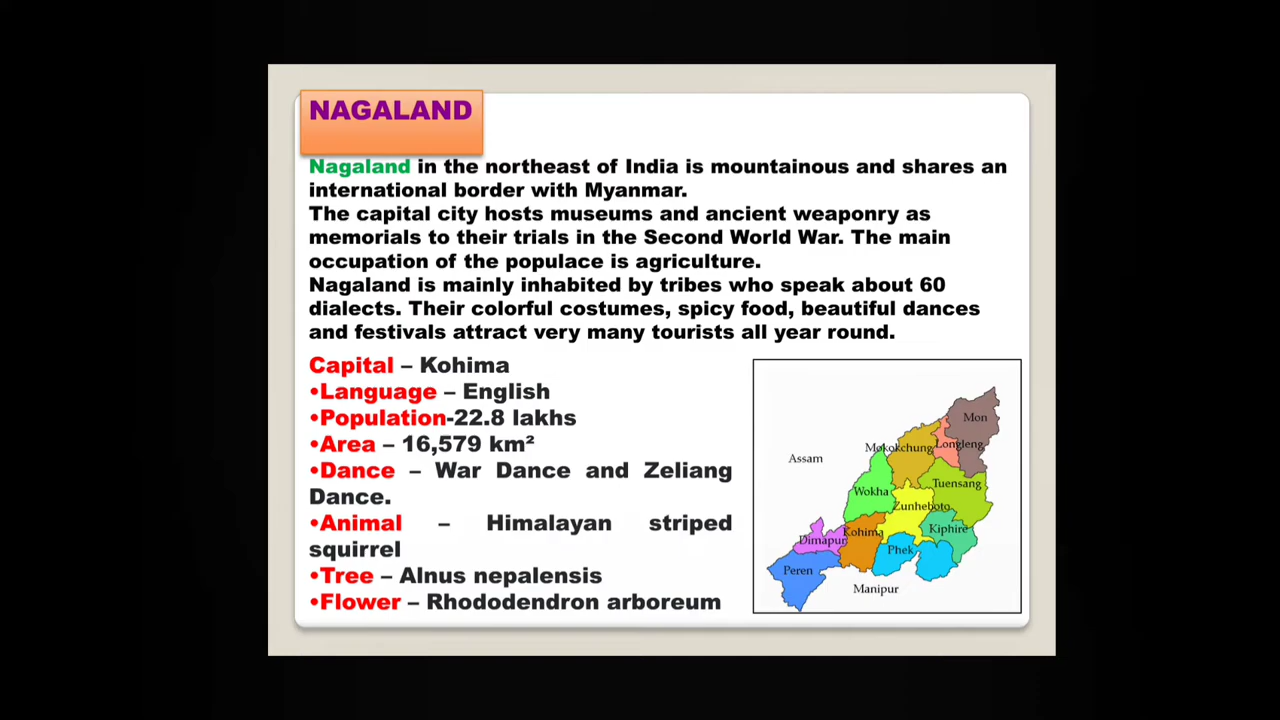 NAGALAND
Nagaland in the northeast of India is mountainous and shares an
international border with Myanmar.
The capital city hosts museums and ancient weaponry as
memorials to their trials in the Second World War. The main
occupation of the populace is agriculture.
Nagaland is mainly inhabited by tribes who speak about 60
dialects. Their colorful costumes, spicy food, beautiful dances
and festivals attract very many tourists all year round.
Capital – Kohima
•Language – English
•Population-22.8 lakhs
•Area – 16,579 km²
•Dance – War Dance and Zeliang
Dance.
•Animal – Himalayan striped
squirrel
•Tree – Alnus nepalensis
•Flower – Rhododendron arboreum
Mon
Mokokchung
Longleng
Assam
Tuensang
Wokha
Zunheboto
Kiphire
Kohima
Dimapur
Phek
Peren
Manipur